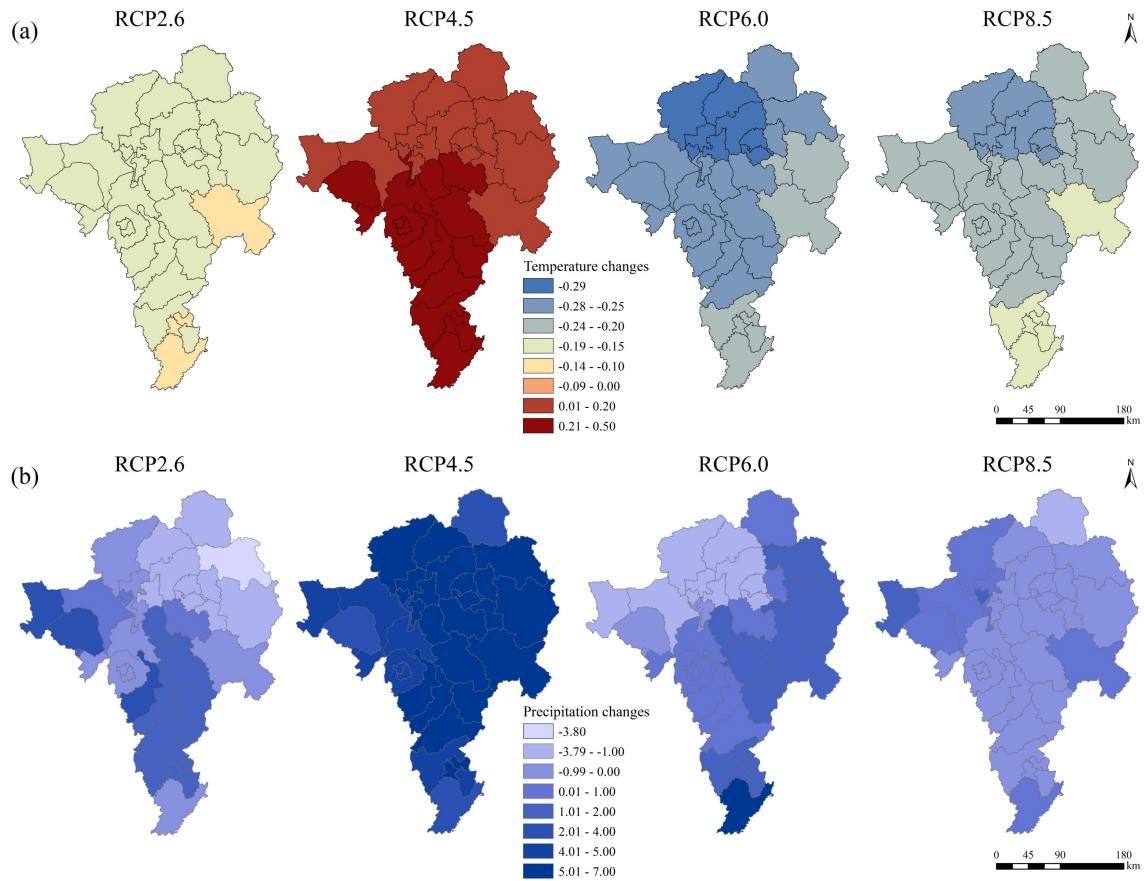 (a)
RCP2.6
RCP4.5
RCP6.0
RCP8.5
N
Temperature changes
-0.29
-0.28 - -0.25
-0.24 - -0.20
-0.19 - -0.15
-0.14 - -0.10
-0.09 - 0.00
0.01 - 0.20
0.21 - 0.50
0 45 90 180
km
(b)
RCP2.6
RCP4.5
RCP6.0
RCP8.5
N
Precipitation changes
-3.80
-3.79 - -1.00
-0.99 - 0.00
0.01 - 1.00
1.01 - 2.00
2.01 - 4.00
4.01 - 5.00
5.01 - 7.00
0 45 90 180
km